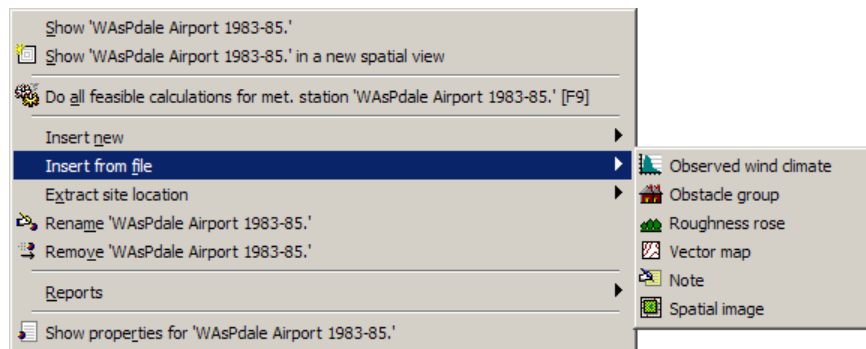 Show 'WAsPdale Airport 1983-85.'
Show 'WAsPdale Airport 1983-85.' in a new spatial view
Do all feasible calculations for met. station 'WAsPdale Airport 1983-85.' [F9]
Insert new
Insert from file
Extract site location
Rename 'WAsPdale Airport 1983-85.'
Remove 'WAsPdale Airport 1983-85.'
Reports
Show properties for 'WAsPdale Airport 1983-85.'
Observed wind climate
Obstacle group
Roughness rose
Vector map
Note
Spatial image